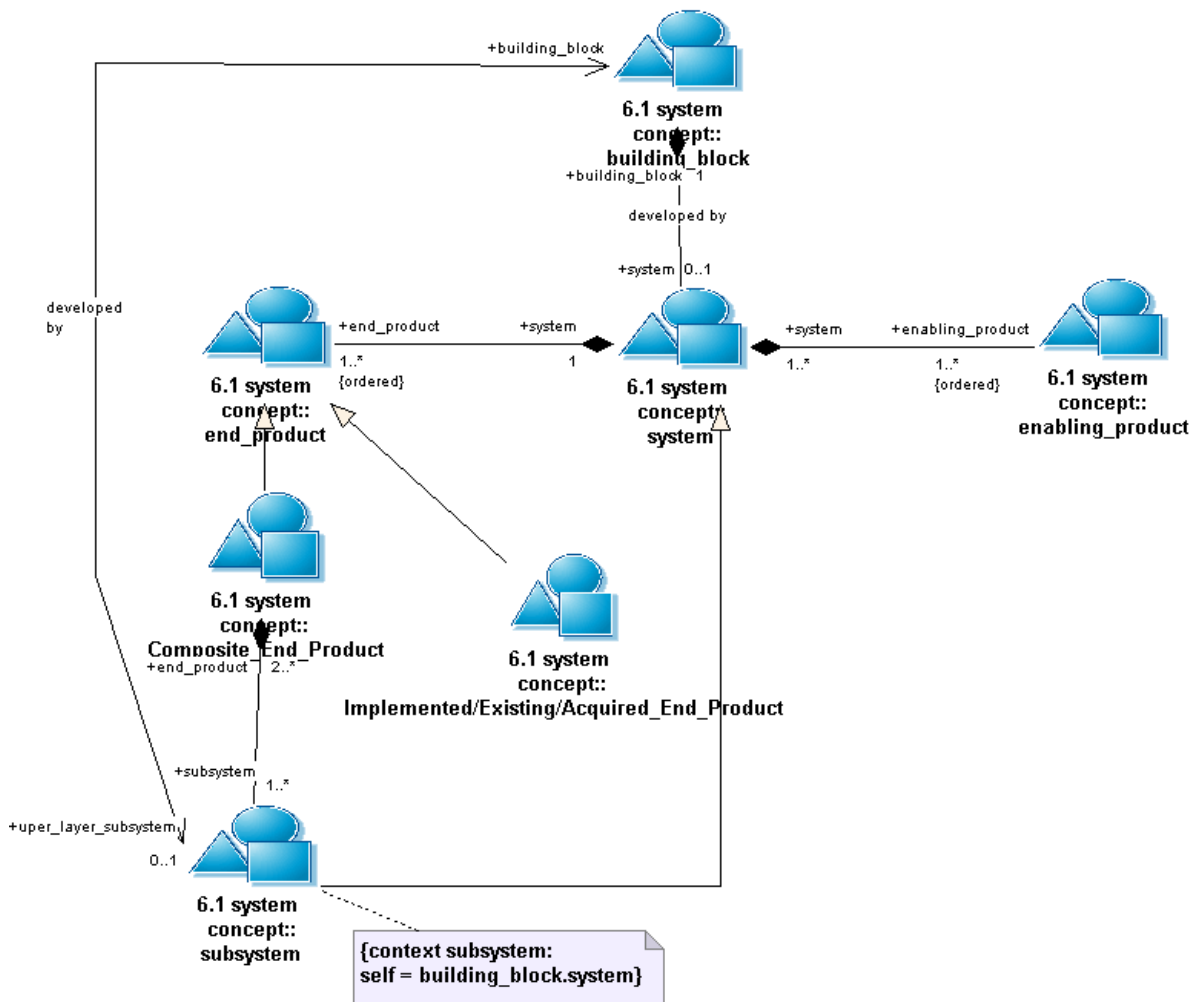 +building_block
6.1 system
concept::
building_block
+building_block 1
developed by
+system 0..1
developed
by
+end_product
+system
+system
+enabling_product
1..*
1
1..*
1..*
{ordered}
{ordered}
6.1 system
concept::
end_product
6.1 system
concept::
system
6.1 system
concept::
enabling_product
6.1 system
concept::
Composite_End_Product
+end_product 2..*
6.1 system
concept::
Implemented/Existing/Acquired_End_Product
+subsystem
1..*
+uper_layer_subsystem
0..1
6.1 system
concept::
subsystem
{context subsystem:
self = building_block.system}